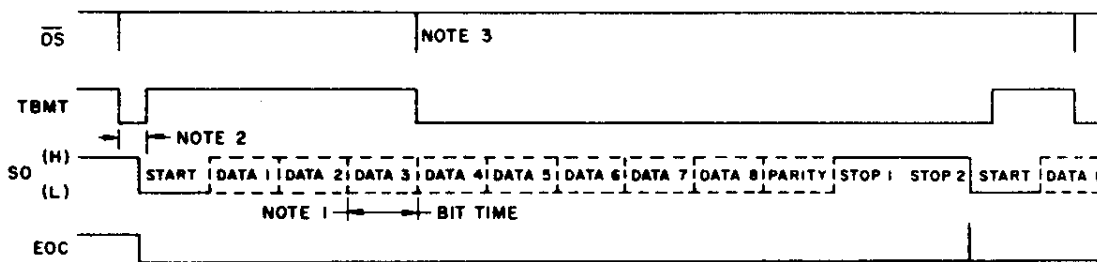 DS
NOTE 3
TBMT
NOTE 2
SO (H) (L)
START DATA 1 DATA 2 DATA 3 DATA 4 DATA 5 DATA 6 DATA 7 DATA 8 PARITY STOP 1 STOP 2 START DATA 1
NOTE 1 BIT TIME
EOC